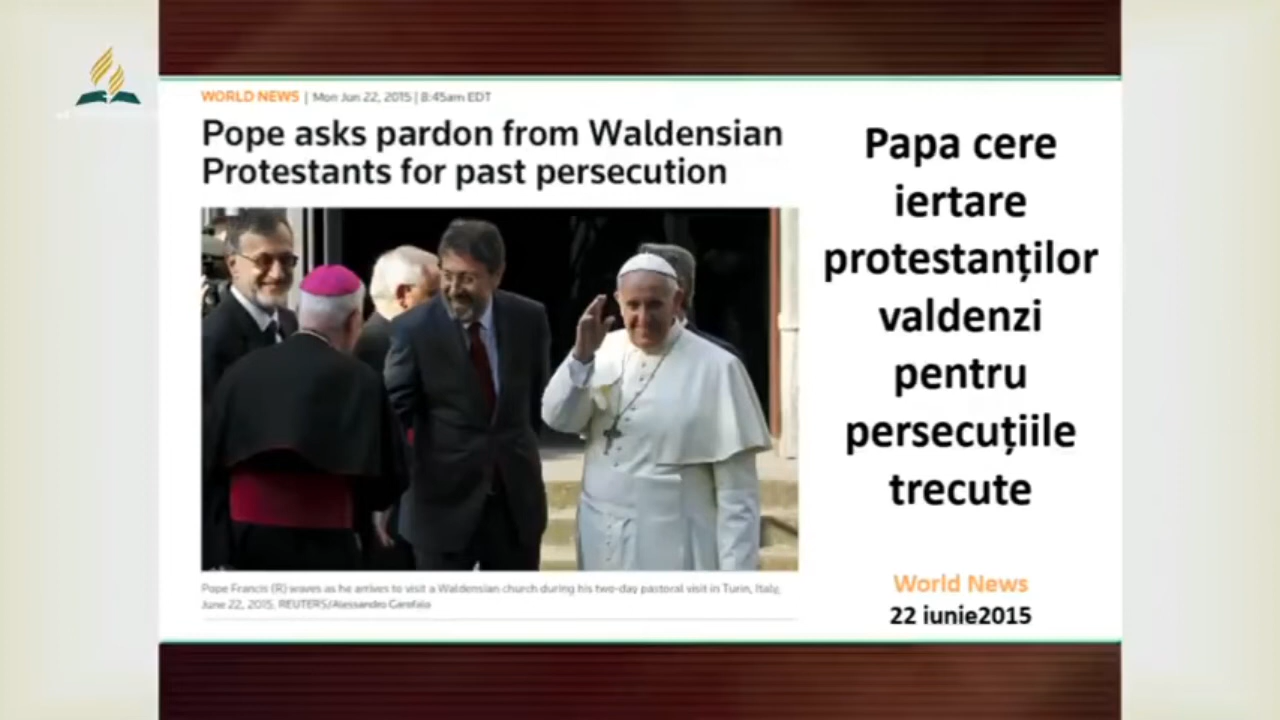 WORLD NEWS | Mon Jun 22, 2015 | 8:45am EDT
Pope asks pardon from Waldensian
Protestants for past persecution
Pope Francis (R) waves as he arrives to visit a Waldensian church during his two-day pastoral visit in Turin, Italy,
June 22, 2015. REUTERS/Alessandro Garofalo
Papa cere
iertare
protestanților
valdenzi
pentru
persecuțiile
trecute
World News
22 iunie2015